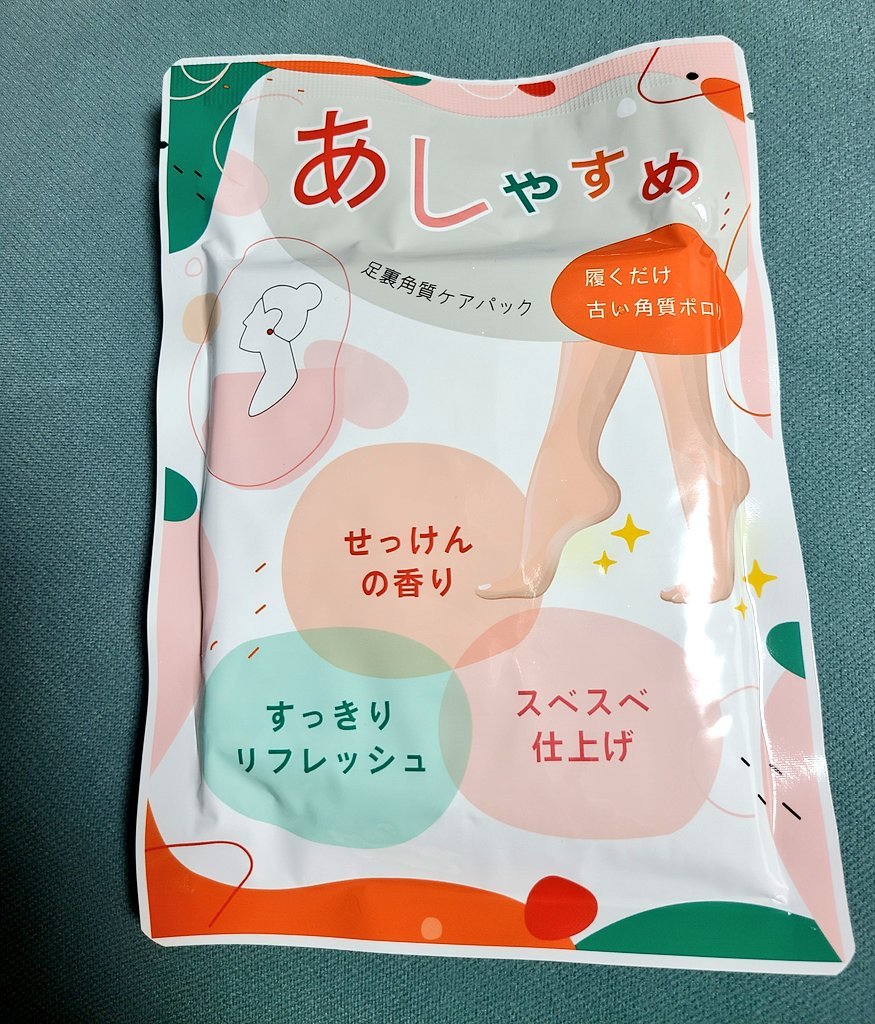 あしやすめ
足裏角質ケアパック
履くだけ
古い角質ポロリ
せっけん
の香り
すっきり
リフレッシュ
スベスベ
仕上げ